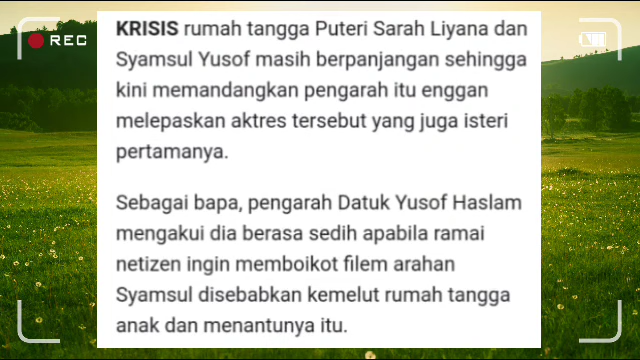 REC
KRISIS rumah tangga Puteri Sarah Liyana dan
Syamsul Yusof masih berpanjangan sehingga
kini memandangkan pengarah itu enggan
melepaskan aktres tersebut yang juga isteri
pertamanya.
Sebagai bapa, pengarah Datuk Yusof Haslam
mengakui dia berasa sedih apabila ramai
netizen ingin memboikot filem arahan
Syamsul disebabkan kemelut rumah tangga
anak dan menantunya itu.